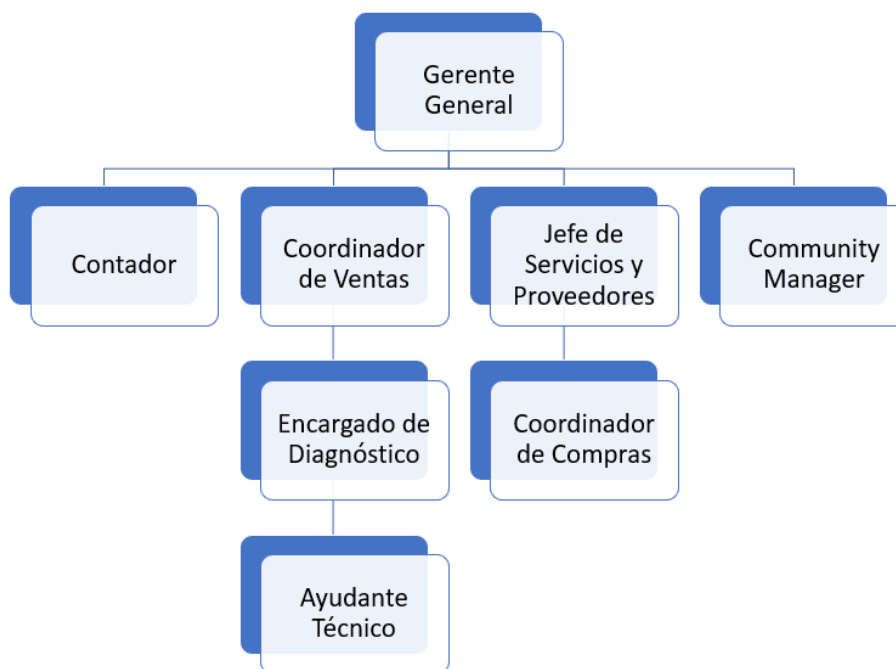 Gerente
General
Contador
Coordinador
de Ventas
Jefe de
Servicios y
Proveedores
Community
Manager
Encargado de
Diagnóstico
Coordinador
de Compras
Ayudante
Técnico